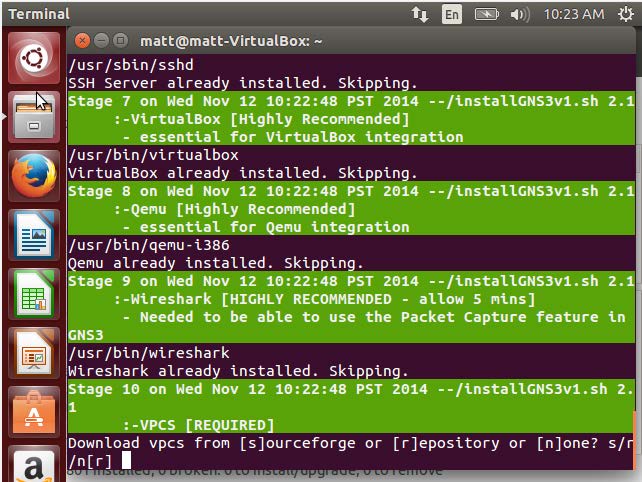 Terminal
En
10:23 AM
matt@matt-VirtualBox: ~
/usr/sbin/sshd
SSH Server already installed. Skipping.
Stage 7 on Wed Nov 12 10:22:48 PST 2014 --/installGNS3v1.sh 2.1
:-VirtualBox [Highly Recommended]
- essential for VirtualBox integration
/usr/bin/virtualbox
VirtualBox already installed. Skipping.
Stage 8 on Wed Nov 12 10:22:48 PST 2014 --/installGNS3v1.sh 2.1
:-Qemu [Highly Recommended]
- essential for Qemu integration
/usr/bin/qemu-i386
Qemu already installed. Skipping.
Stage 9 on Wed Nov 12 10:22:48 PST 2014 --/installGNS3v1.sh 2.1
:-Wireshark [HIGHLY RECOMMENDED - allow 5 mins]
- Needed to be able to use the Packet Capture feature in
GNS3
/usr/bin/wireshark
Wireshark already installed. Skipping.
Stage 10 on Wed Nov 12 10:22:48 PST 2014 --/installGNS3v1.sh 2.
1
:-VPCS [REQUIRED]
Download vpcs from [s]ourceforge or [r]epository or [n]one? s/r
/n[r]
installed, 0 broken. 0 to install/upgrade, 0 to remove